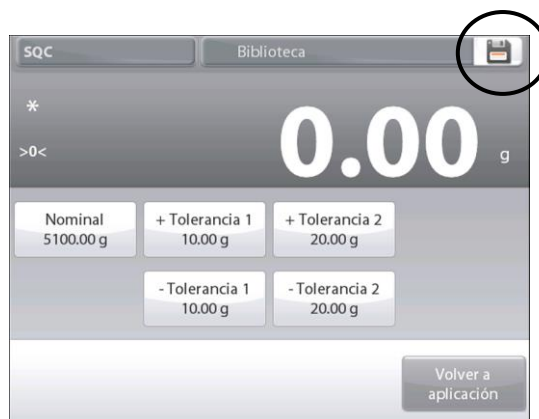 SQC
Biblioteca
*
>0<
0.00 g
Nominal
5100.00 g
+ Tolerancia 1
10.00 g
+ Tolerancia 2
20.00 g
- Tolerancia 1
10.00 g
- Tolerancia 2
20.00 g
Volver a
aplicación